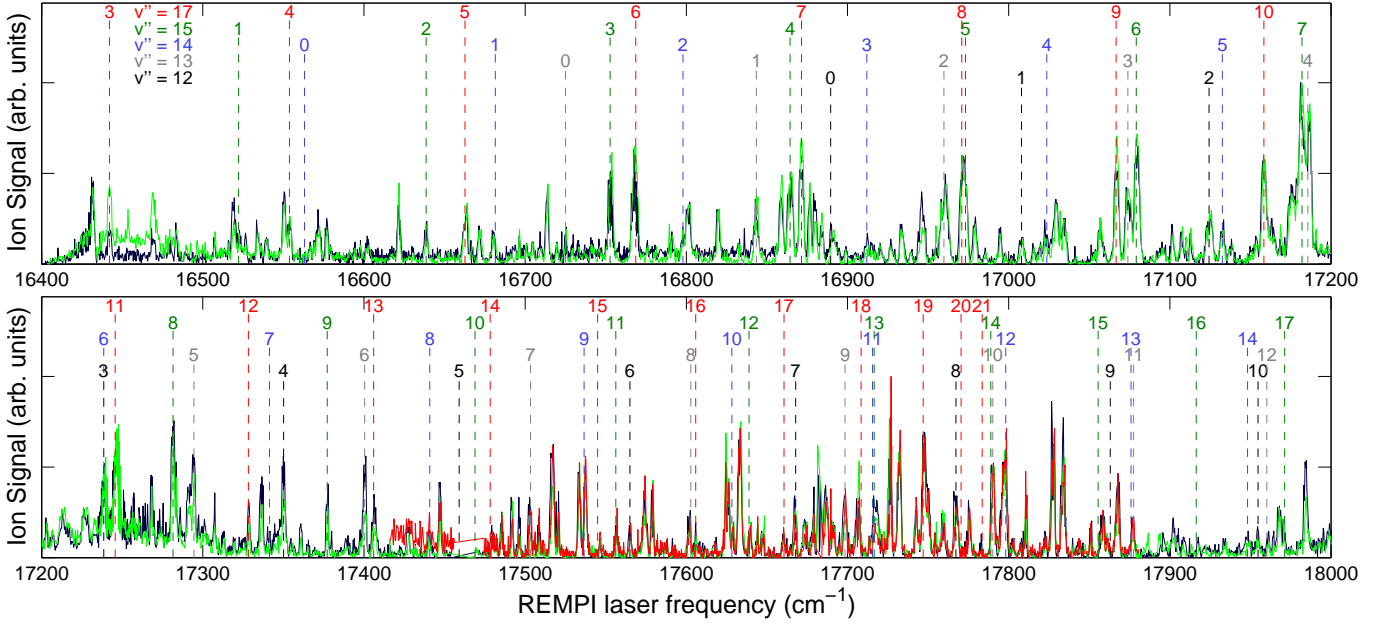 3 v’’ = 17 4 5 6 7 8 9 10
v’’ = 15 1 2 3 4 5 6 7
v’’ = 14 0 1 2 3 4 5
v’’ = 13 0 1 2 3 4
v’’ = 12 0 1 2
Ion Signal (arb. units)
16400 16500 16600 16700 16800 16900 17000 17100 17200
11 12 13 14 15 16 17 18 19 20 21
8 9 10 11 12 13 14 15 16 17
6 7 8 9 10 11 12 13 14
5 6 7 8 9 10 11 12
3 4 5 6 7 8 9 10
Ion Signal (arb. units)
17200 17300 17400 17500 17600 17700 17800 17900 18000
REMPI laser frequency (cm⁻¹)